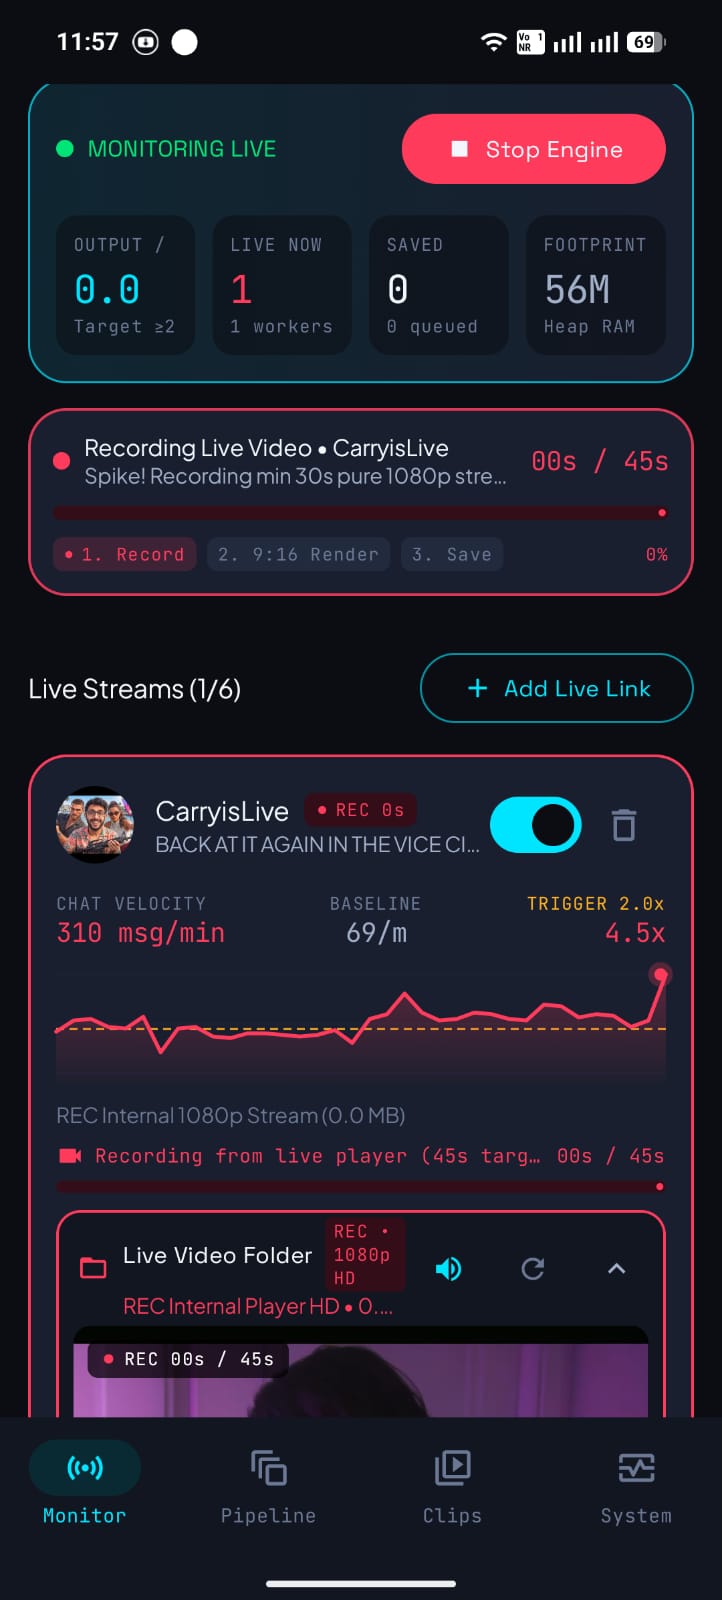 11:57
Vo 1
NR
69
MONITORING LIVE
Stop Engine
OUTPUT /
LIVE NOW
SAVED
FOOTPRINT
0.0
1
0
56M
Target ≥2
1 workers
0 queued
Heap RAM
Recording Live Video • CarryisLive
Spike! Recording min 30s pure 1080p stre...
00s / 45s
1. Record
2. 9:16 Render
3. Save
0%
Live Streams (1/6)
+ Add Live Link
CarryisLive
• REC 0s
BACK AT IT AGAIN IN THE VICE CI...
CHAT VELOCITY
BASELINE
TRIGGER 2.0x
310 msg/min
69/m
4.5x
REC Internal 1080p Stream (0.0 MB)
Recording from live player (45s targ… 00s / 45s
Live Video Folder
REC •
1080p
HD
REC Internal Player HD • 0....
REC 00s / 45s
Monitor
Pipeline
Clips
System